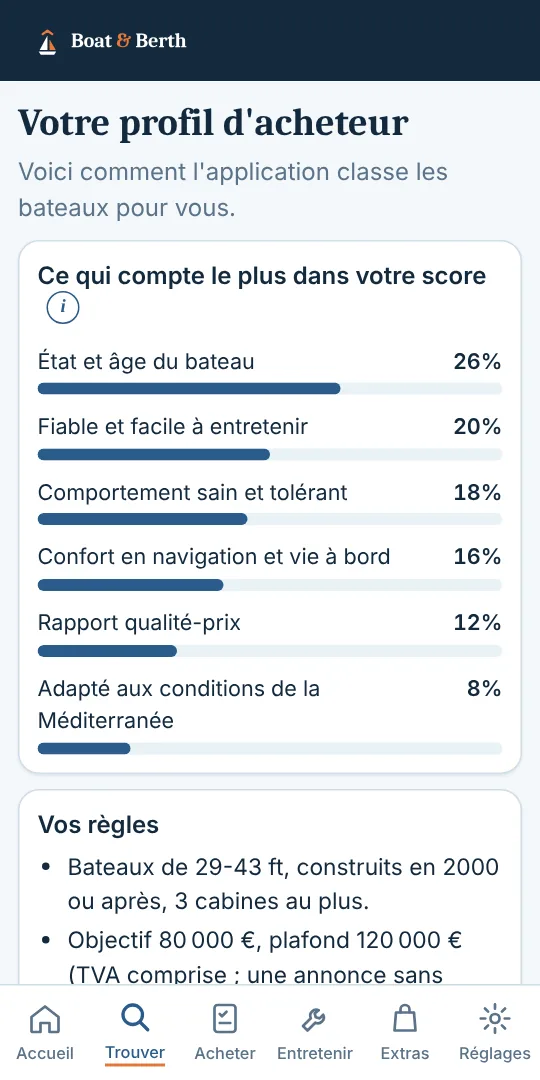 Boat & Berth
Votre profil d'acheteur
Voici comment l'application classe les
bateaux pour vous.
Ce qui compte le plus dans votre score
i
État et âge du bateau 26%
Fiable et facile à entretenir 20%
Comportement sain et tolérant 18%
Confort en navigation et vie à bord 16%
Rapport qualité-prix 12%
Adapté aux conditions de la 8%
Méditerranée
Vos règles
• Bateaux de 29-43 ft, construits en 2000
ou après, 3 cabines au plus.
• Objectif 80 000 €, plafond 120 000 €
(TVA comprise ; une annonce sans
Accueil Trouver Acheter Entretenir Extras Réglages